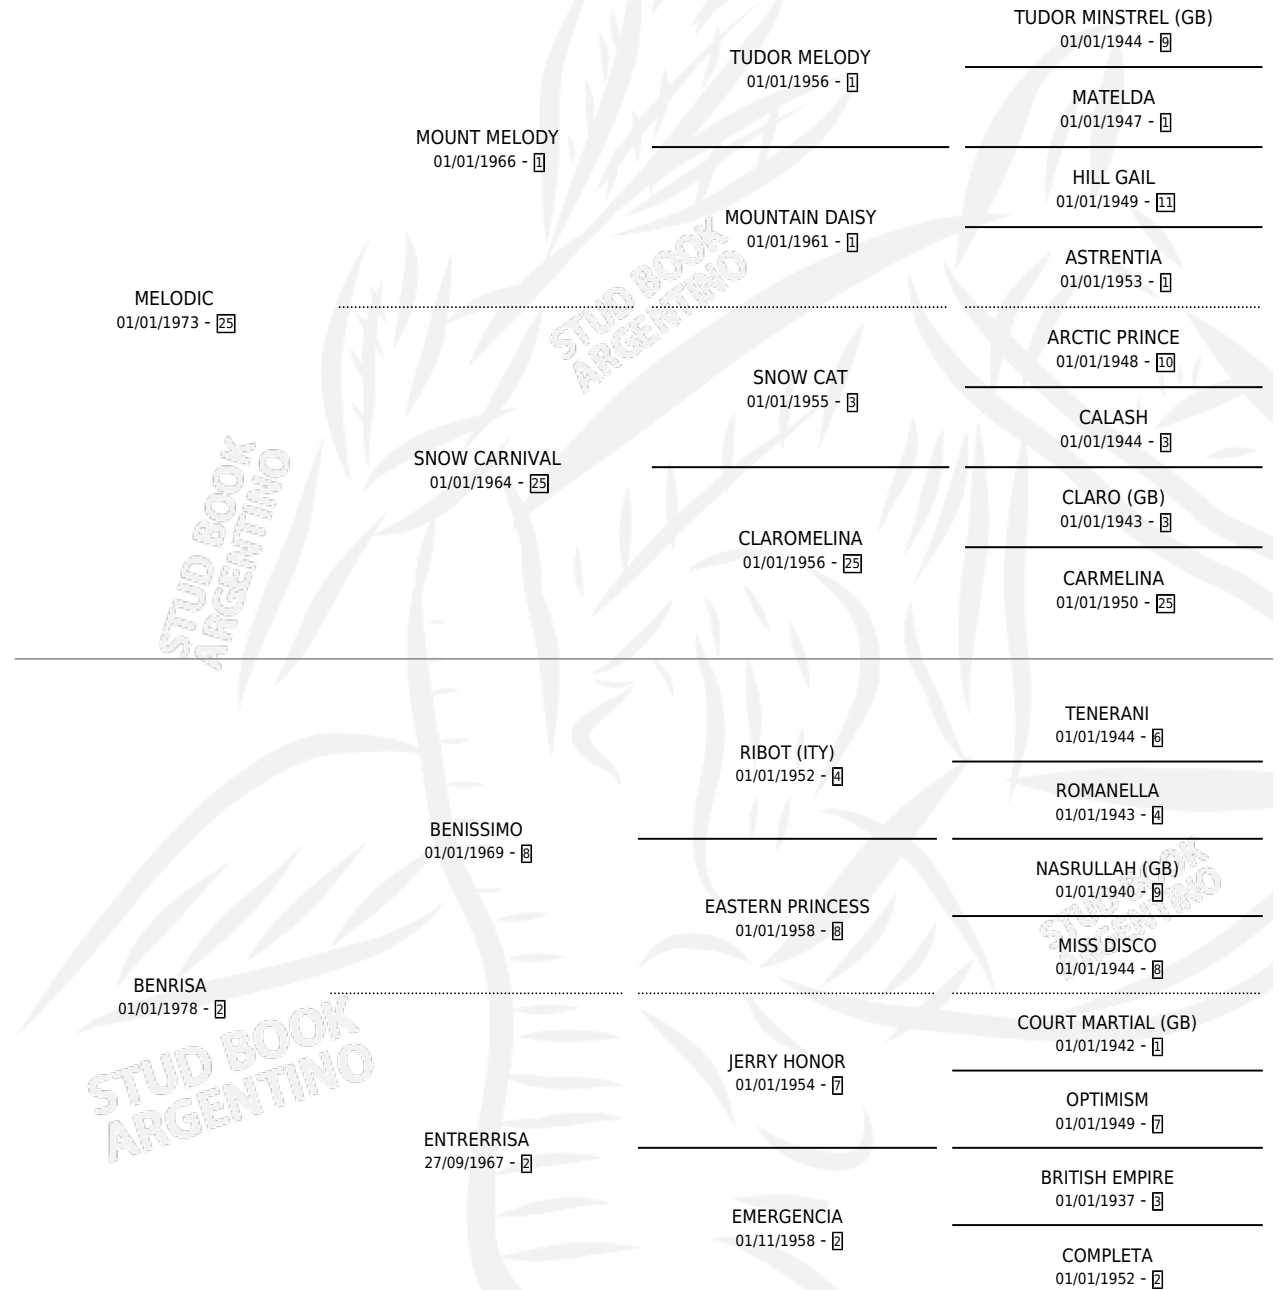 TUDOR MINSTREL (GB)
01/01/1944 - 9
TUDOR MELODY
01/01/1956 - 1
MATELDA
01/01/1947 - 1
MOUNT MELODY
01/01/1966 - 1
HILL GAIL
01/01/1949 - 11
MOUNTAIN DAISY
01/01/1961 - 1
ASTRENTIA
01/01/1953 - 1
MELODIC
01/01/1973 - 25
ARCTIC PRINCE
01/01/1948 - 10
SNOW CAT
01/01/1955 - 3
CALASH
01/01/1944 - 3
SNOW CARNIVAL
01/01/1964 - 25
CLARO (GB)
01/01/1943 - 3
CLAROMELINA
01/01/1956 - 25
CARMELINA
01/01/1950 - 25
TENERANI
01/01/1944 - 6
RIBOT (ITY)
01/01/1952 - 4
ROMANELLA
01/01/1943 - 4
BENISSIMO
01/01/1969 - 8
NASRULLAH (GB)
01/01/1940 - 9
EASTERN PRINCESS
01/01/1958 - 8
MISS DISCO
01/01/1944 - 8
BENRISA
01/01/1978 - 2
COURT MARTIAL (GB)
01/01/1942 - 1
JERRY HONOR
01/01/1954 - 7
OPTIMISM
01/01/1949 - 7
ENTRERRISA
27/09/1967 - 2
BRITISH EMPIRE
01/01/1937 - 3
EMERGENCIA
01/11/1958 - 2
COMPLETA
01/01/1952 - 2
STUD BOOK
ARGENTINO
STUD BOOK
ARGENTINO
STUD BOOK
ARGENTINO
STUD BOOK
ARGENTINO